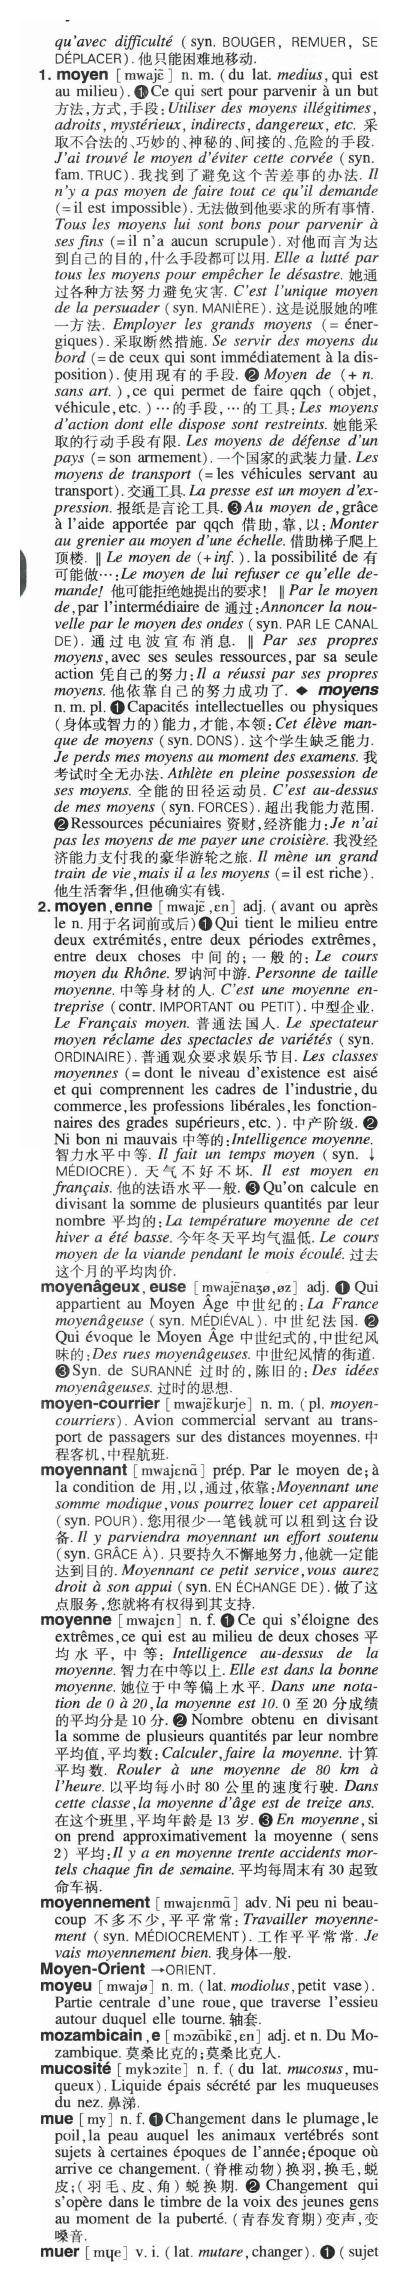 qu'avec difficulté ( syn. BOUGER, REMUER, SE
DÉPLACER ). 他只能困难地移动.
1. moyen [ mwajɛ̃ ] n. m. ( du lat. medius, qui est
au milieu ). ❶ Ce qui sert pour parvenir à un but
方法,方式,手段: Utiliser des moyens illégitimes,
adroits, mystérieux, indirects, dangereux, etc. 采
取不合法的、巧妙的、神秘的、间接的、危险的手段.
J'ai trouvé le moyen d'éviter cette corvée ( syn.
fam. TRUC ). 我找到了避免这个苦差事的办法. Il
n'y a pas moyen de faire tout ce qu'il demande
( = il est impossible ). 无法做到他要求的所有事情.
Tous les moyens lui sont bons pour parvenir à
ses fins ( = il n'a aucun scrupule ). 对他而言为达
到自己的目的,什么手段都可以用. Elle a lutté par
tous les moyens pour empêcher le désastre. 她通
过各种方法努力避免灾害. C'est l'unique moyen
de la persuader ( syn. MANIÈRE ). 这是说服她的唯
一方法. Employer les grands moyens ( = éner-
giques ). 采取断然措施. Se servir des moyens du
bord ( = de ceux qui sont immédiatement à la dis-
position ). 使用现有的手段. ❷ Moyen de ( + n.
sans art. ), ce qui permet de faire qqch ( objet,
véhicule, etc. ) …的手段, …的工具: Les moyens
d'action dont elle dispose sont restreints. 她能采
取的行动手段有限. Les moyens de défense d'un
pays ( = son armement ). 一个国家的武装力量. Les
moyens de transport ( = les véhicules servant au
transport ). 交通工具. La presse est un moyen d'ex-
pression. 报纸是言论工具. ❸ Au moyen de, grâce
à l'aide apportée par qqch 借助,靠,以: Monter
au grenier au moyen d'une échelle. 借助梯子爬上
顶楼. ‖ Le moyen de ( + inf. ). la possibilité de 有
可能做…: Le moyen de lui refuser ce qu'elle de-
mande! 他可能拒绝她提出的要求! ‖ Par le moyen
de, par l'intermédiaire de 通过: Annoncer la nou-
velle par le moyen des ondes ( syn. PAR LE CANAL
DE ). 通过电波宣布消息. ‖ Par ses propres
moyens, avec ses seules ressources, par sa seule
action 凭自己的努力: Il a réussi par ses propres
moyens. 他依靠自己的努力成功了. ◆ moyens
n. m. pl. ❶ Capacités intellectuelles ou physiques
(身体或智力的)能力,才能,本领: Cet élève man-
que de moyens ( syn. DONS ). 这个学生缺乏能力.
Je perds mes moyens au moment des examens. 我
考试时全无办法. Athlète en pleine possession de
ses moyens. 全能的田径运动员. C'est au-dessus
de mes moyens ( syn. FORCES ). 超出我能力范围.
❷ Ressources pécuniaires 资财,经济能力: Je n'ai
pas les moyens de me payer une croisière. 我没经
济能力支付我的豪华游轮之旅. Il mène un grand
train de vie, mais il a les moyens ( = il est riche ).
他生活奢华,但他确实有钱.
2. moyen, enne [ mwajɛ̃, ɛn ] adj. ( avant ou après
le n. 用于名词前或后) ❶ Qui tient le milieu entre
deux extrémités, entre deux périodes extrêmes,
entre deux choses 中间的; 一般的: Le cours
moyen du Rhône. 罗讷河中游. Personne de taille
moyenne. 中等身材的人. C'est une moyenne en-
treprise ( contr. IMPORTANT ou PETIT ). 中型企业.
Le Français moyen. 普通法国人. Le spectateur
moyen réclame des spectacles de variétés ( syn.
ORDINAIRE ). 普通观众要求娱乐节目. Les classes
moyennes ( = dont le niveau d'existence est aisé
et qui comprennent les cadres de l'industrie, du
commerce, les professions libérales, les fonction-
naires des grades supérieurs, etc. ). 中产阶级. ❷
Ni bon ni mauvais 中等的: Intelligence moyenne.
智力水平中等. Il fait un temps moyen ( syn. ↓
MÉDIOCRE ). 天气不好不坏. Il est moyen en
français. 他的法语水平一般. ❸ Qu'on calcule en
divisant la somme de plusieurs quantités par leur
nombre 平均的: La température moyenne de cet
hiver a été basse. 今年冬天平均气温低. Le cours
moyen de la viande pendant le mois écoulé. 过去
这个月的平均肉价.
moyenâgeux, euse [ mwajɛ̃naʒø, øz ] adj. ❶ Qui
appartient au Moyen Âge 中世纪的: La France
moyenâgeuse ( syn. MÉDIÉVAL ). 中世纪法国. ❷
Qui évoque le Moyen Âge 中世纪式的,中世纪风
味的: Des rues moyenâgeuses. 中世纪风情的街道.
❸ Syn. de SURANNÉ 过时的,陈旧的: Des idées
moyenâgeuses. 过时的思想.
moyen-courrier [ mwajɛ̃kurje ] n. m. ( pl. moyen-
courriers ). Avion commercial servant au trans-
port de passagers sur des distances moyennes. 中
程客机,中程航班.
moyennant [ mwajɛnɑ̃ ] prép. Par le moyen de; à
la condition de 用,以,通过,依靠: Moyennant une
somme modique, vous pourrez louer cet appareil
( syn. POUR ). 您用很少一笔钱就可以租到这台设
备. Il y parviendra moyennant un effort soutenu
( syn. GRÂCE À ). 只要持久不懈地努力,他就一定能
达到目的. Moyennant ce petit service, vous aurez
droit à son appui ( syn. EN ÉCHANGE DE ). 做了这
点服务,您就将有权得到其支持.
moyenne [ mwajɛn ] n. f. ❶ Ce qui s'éloigne des
extrêmes, ce qui est au milieu de deux choses 平
均水平, 中等: Intelligence au-dessus de la
moyenne. 智力在中等以上. Elle est dans la bonne
moyenne. 她位于中等偏上水平. Dans une nota-
tion de 0 à 20, la moyenne est 10. 0 至 20 分成绩
的平均分是 10 分. ❷ Nombre obtenu en divisant
la somme de plusieurs quantités par leur nombre
平均值,平均数: Calculer, faire la moyenne. 计算
平均数. Rouler à une moyenne de 80 km à
l'heure. 以平均每小时 80 公里的速度行驶. Dans
cette classe, la moyenne d'âge est de treize ans.
在这个班里,平均年龄是 13 岁. ❸ En moyenne, si
on prend approximativement la moyenne ( sens
2) 平均: Il y a en moyenne trente accidents mor-
tels chaque fin de semaine. 平均每周末有 30 起致
命车祸.
moyennement [ mwajɛnmɑ̃ ] adv. Ni peu ni beau-
coup 不多不少,平平常常: Travailler moyenne-
ment ( syn. MÉDIOCREMENT ). 工作平平常常. Je
vais moyennement bien. 我身体一般.
Moyen-Orient →ORIENT.
moyeu [ mwajø ] n. m. ( lat. modiolus, petit vase ).
Partie centrale d'une roue, que traverse l'essieu
autour duquel elle tourne. 轴套.
mozambicain, e [ mɔzɑ̃bikɛ̃, ɛn ] adj. et n. Du Mo-
zambique. 莫桑比克的;莫桑比克人.
mucosité [ mykɔzite ] n. f. ( du lat. mucosus, mu-
queux ). Liquide épais sécrété par les muqueuses
du nez. 鼻涕.
mue [ my ] n. f. ❶ Changement dans le plumage, le
poil, la peau auquel les animaux vertébrés sont
sujets à certaines époques de l'année; époque où
arrive ce changement. (脊椎动物)换羽,换毛,蜕
皮;(羽毛、皮、角)蜕换期. ❷ Changement qui
s'opère dans le timbre de la voix des jeunes gens
au moment de la puberté. (青春发育期)变声,变
嗓音.
muer [ mɥe ] v. i. ( lat. mutare, changer ). ❶ ( sujet